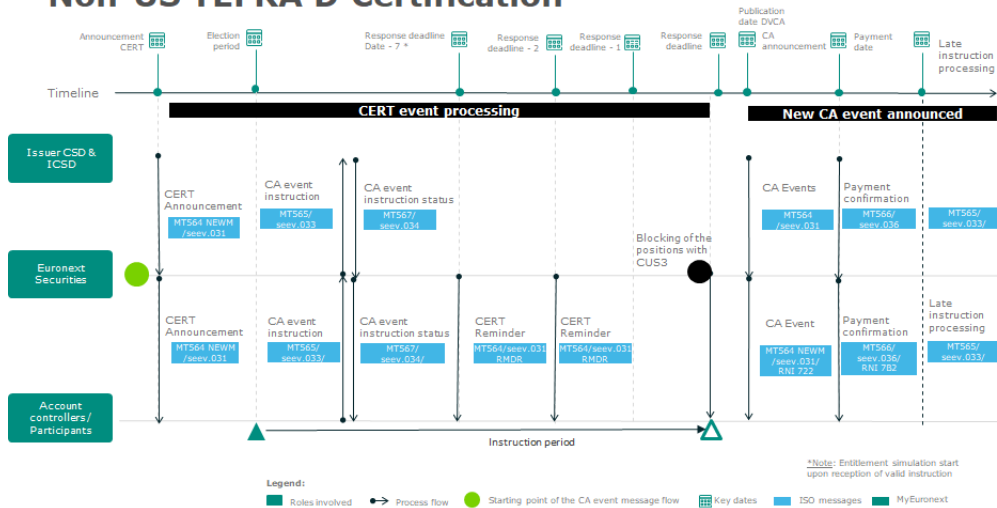 Non-US TEFRA D Certification
Announcement
CERT
Election
period
Response deadline
Date - 7 *
Response
deadline - 2
Response
deadline - 1
Response
deadline
Publication
date DVCA
CA
announcement
Payment
date
Late
instruction
processing
Timeline
CERT event processing
New CA event announced
Issuer CSD &
ICSD
CERT
Announcement
MT564 NEWM
/seev.031
CA event
instruction
MT565/
seev.033
CA event
instruction status
MT567/
seev.034
CA Events
MT564
/seev.031
Payment
confirmation
MT566/
seev.036
MT565/
seev.033/
Blocking of the
positions with
CUS3
Euronext
Securities
CERT
Announcement
MT564 NEWM
/seev.031
CA event
instruction
MT565/
seev.033/
CA event
instruction status
MT567/
seev.034/
CERT
Reminder
MT564/seev.031
RMDR
CERT
Reminder
MT564/seev.031
RMDR
CA Event
MT564 NEWM
/seev.031/
RNI 722
Payment
confirmation
MT566/
seev.036/
RNI 782
Late
instruction
processing
MT565/
seev.033/
Account
controllers/
Participants
Instruction period
*Note: Entitlement simulation start
upon reception of valid instruction
Legend:
Roles involved
Process flow
Starting point of the CA event message flow
Key dates
ISO messages
MyEuronext